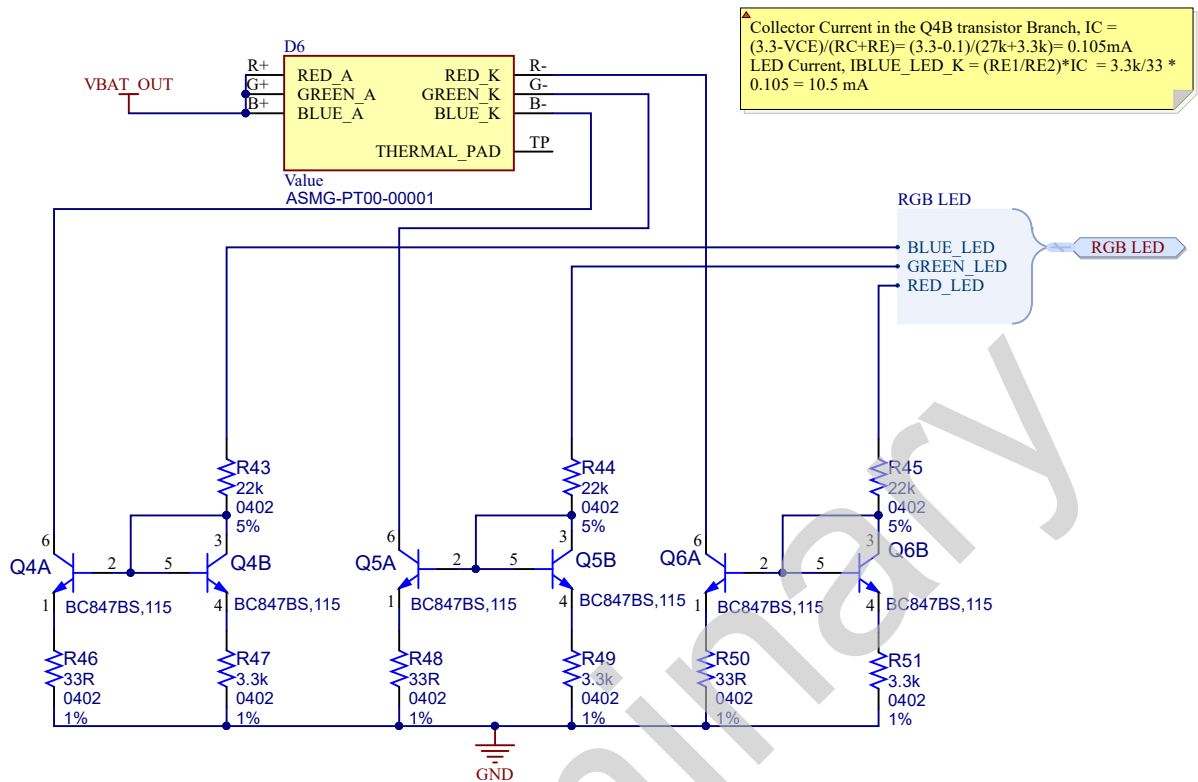 Collector Current in the Q4B transistor Branch, IC =
(3.3-VCE)/(RC+RE)= (3.3-0.1)/(27k+3.3k)= 0.105mA
LED Current, IBLUE_LED_K = (RE1/RE2)*IC = 3.3k/33 *
0.105 = 10.5 mA
D6
VBAT_OUT
R+ RED_A RED_K R-
G+ GREEN_A GREEN_K G-
B+ BLUE_A BLUE_K B-
THERMAL_PAD TP
Value
ASMG-PT00-00001
RGB LED
BLUE_LED
GREEN_LED
RED_LED
RGB LED
R43
22k
0402
5%
R44
22k
0402
5%
R45
22k
0402
5%
Q4A
6
2
1
BC847BS,115
Q4B
3
5
4
BC847BS,115
Q5A
6
2
1
BC847BS,115
Q5B
3
5
4
BC847BS,115
Q6A
6
2
1
BC847BS,115
Q6B
3
5
4
BC847BS,115
R46
33R
0402
1%
R47
3.3k
0402
1%
R48
33R
0402
1%
R49
3.3k
0402
1%
R50
33R
0402
1%
R51
3.3k
0402
1%
GND
inary